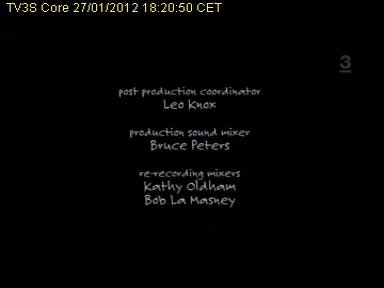 TV3S Core 27/01/2012 18:20:50 CET
3
post production coordinator
Leo Knox
production sound mixer
Bruce Peters
re-recording mixers
Kathy Oldham
Bob La Masney